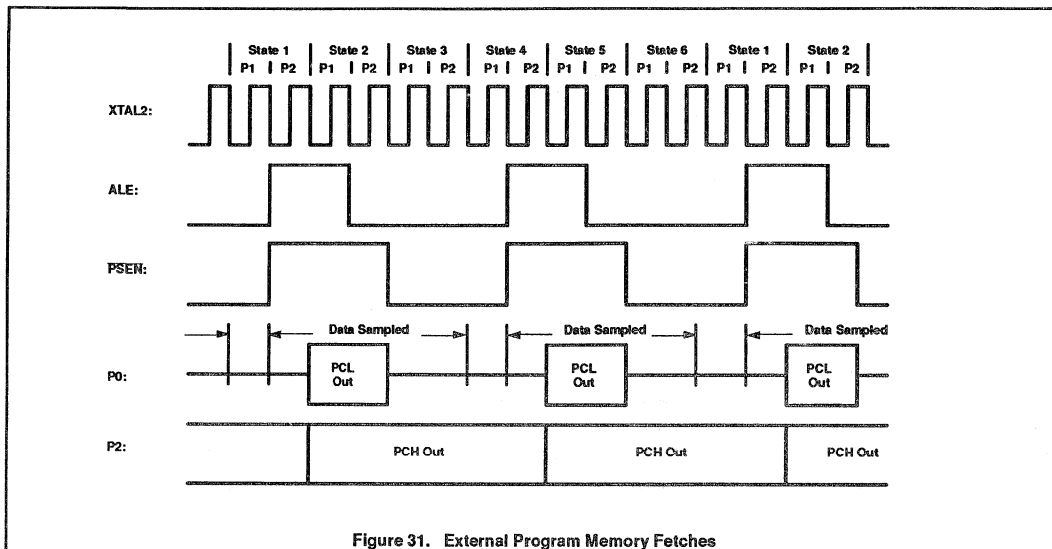 State 1 State 2 State 3 State 4 State 5 State 6 State 1 State 2
P1 P2 P1 P2 P1 P2 P1 P2 P1 P2 P1 P2 P1 P2 P1 P2
XTAL2:
ALE:
PSEN:
Data Sampled Data Sampled Data Sampled
P0:
PCL Out PCL Out PCL Out
P2:
PCH Out PCH Out PCH Out
Figure 31. External Program Memory Fetches